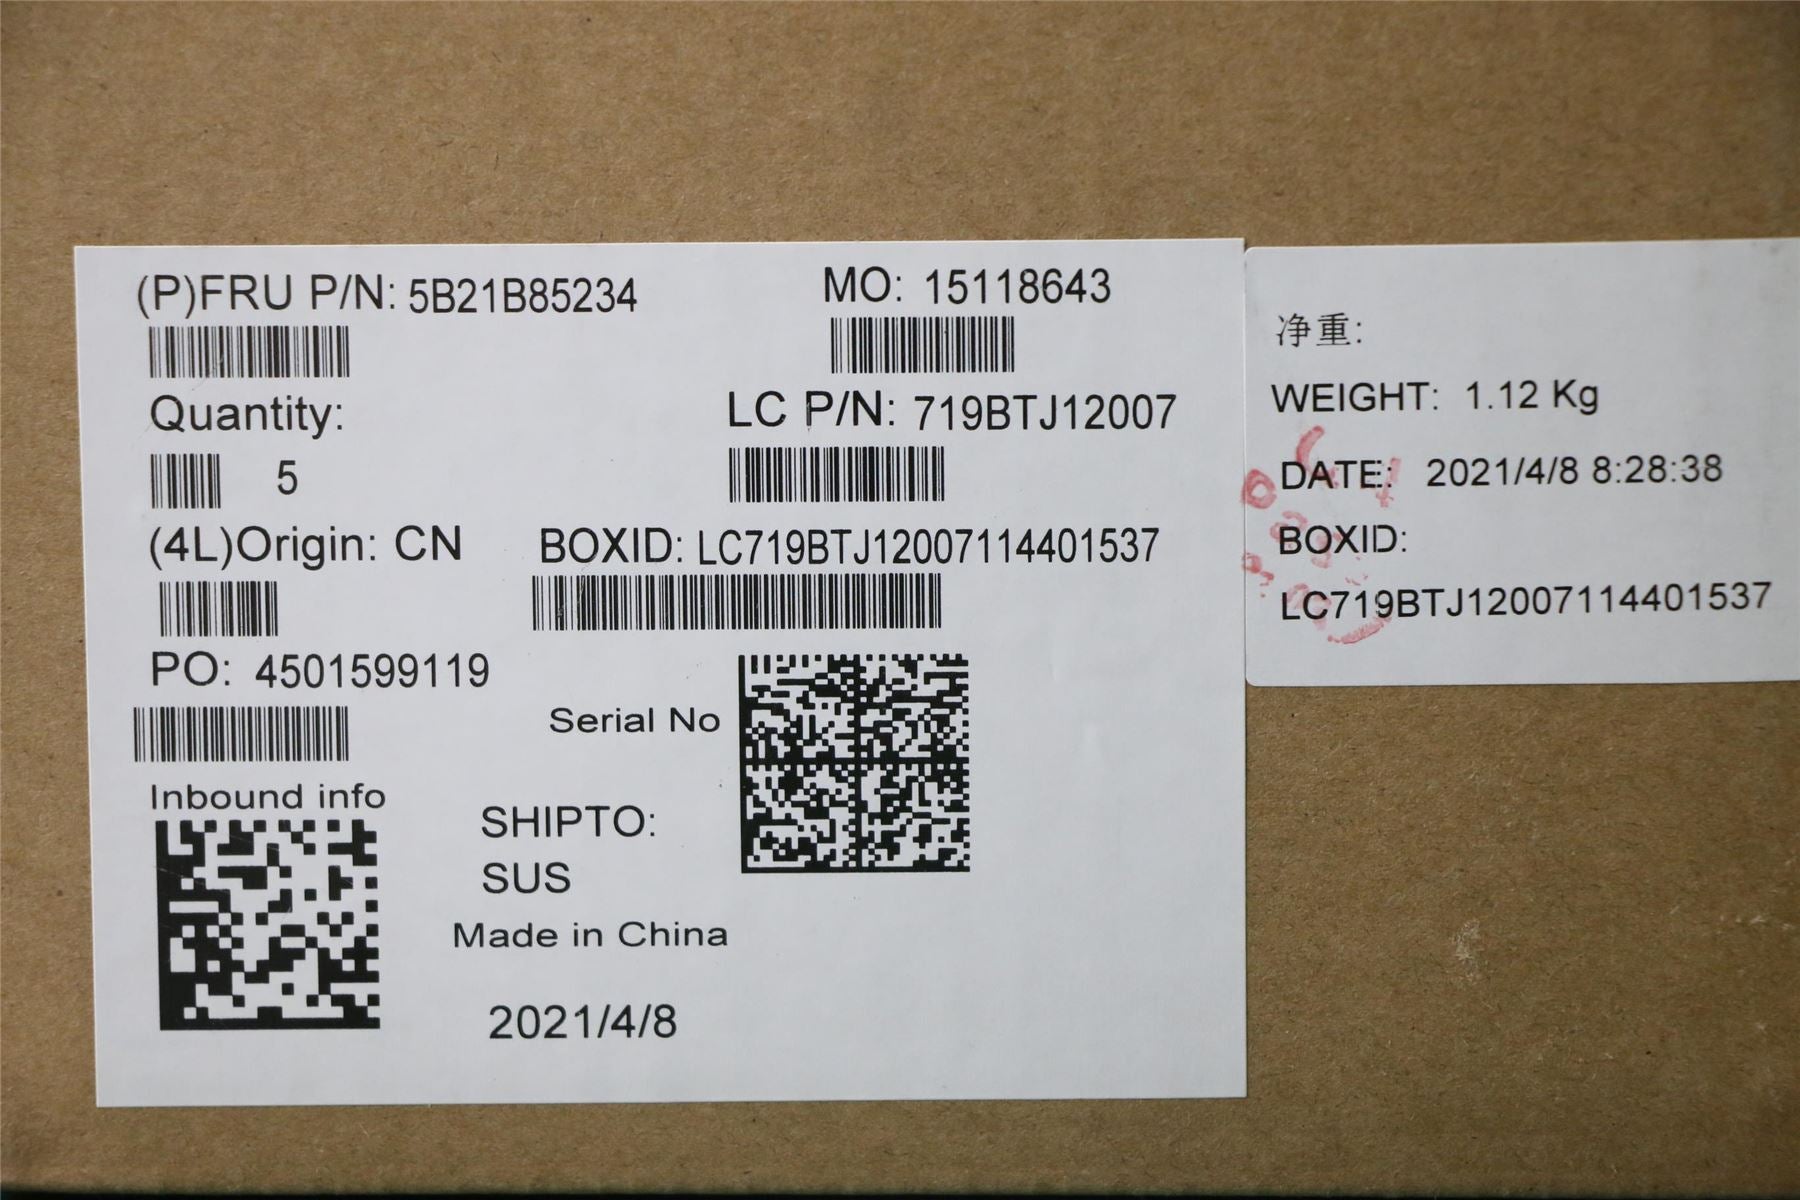 (P)FRU P/N: 5B21B85234
MO: 15118643
Quantity:
5
LC P/N: 719BTJ12007
(4L)Origin: CN
BOXID: LC719BTJ12007114401537
PO: 4501599119
Serial No
Inbound info
SHIPTO:
SUS
Made in China
2021/4/8
净重:
WEIGHT: 1.12 Kg
DATE: 2021/4/8 8:28:38
BOXID:
LC719BTJ12007114401537